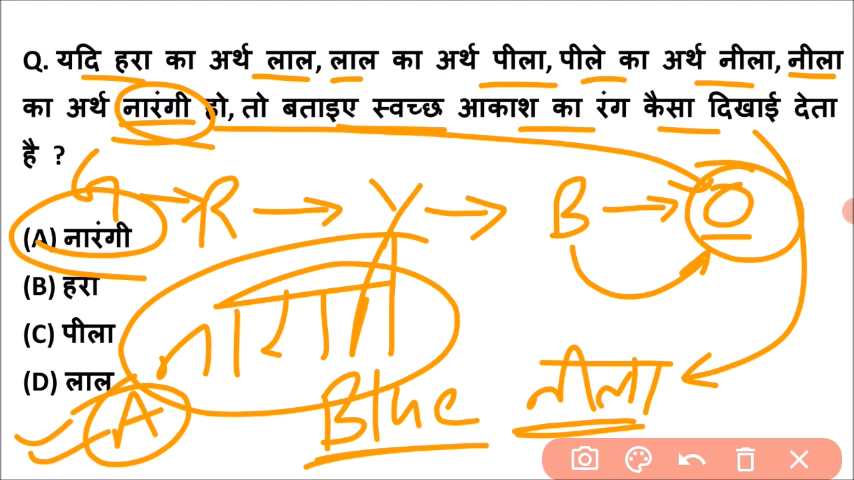 Q. यदि हरा का अर्थ लाल, लाल का अर्थ पीला, पीले का अर्थ नीला, नीला
का अर्थ नारंगी हो, तो बताइए स्वच्छ आकाश का रंग कैसा दिखाई देता
है ?
R Y B O
(A) नारंगी
(B) हरा
(C) पीला
(D) लाल
A
Blue
नीला